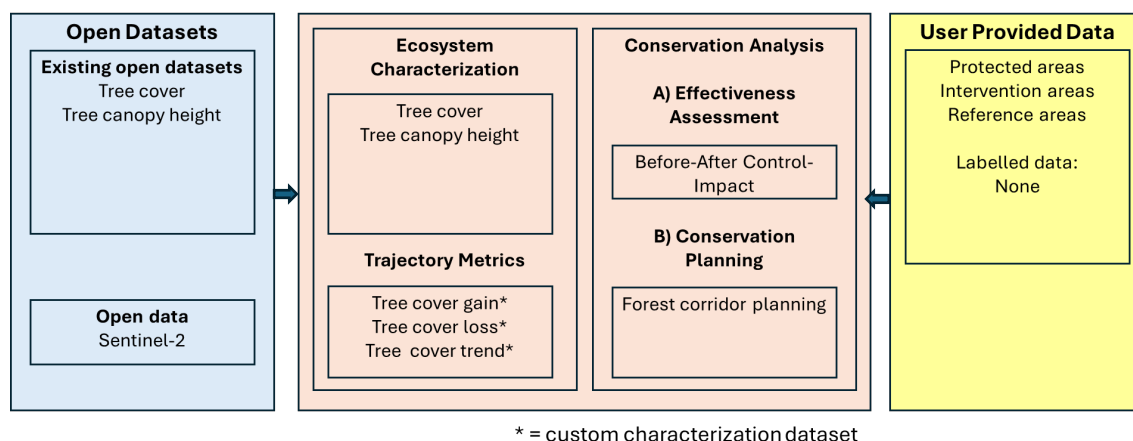 Open Datasets
Existing open datasets
Tree cover
Tree canopy height
Open data
Sentinel-2
Ecosystem
Characterization
Tree cover
Tree canopy height
Trajectory Metrics
Tree cover gain*
Tree cover loss*
Tree cover trend*
Conservation Analysis
A) Effectiveness
Assessment
Before-After Control-
Impact
B) Conservation
Planning
Forest corridor planning
User Provided Data
Protected areas
Intervention areas
Reference areas
Labelled data:
None
* = custom characterization dataset